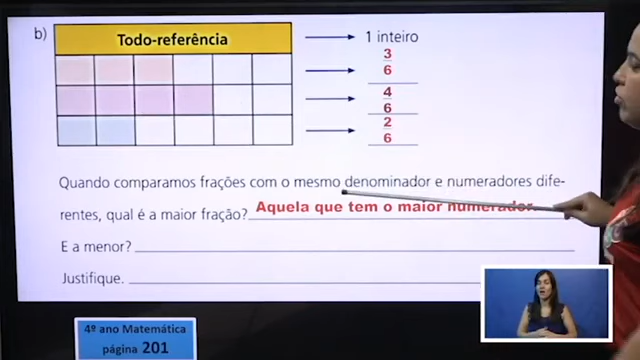 b)
Todo-referência
1 inteiro
3
6
4
6
2
6
Quando comparamos frações com o mesmo denominador e numeradores dife-
rentes, qual é a maior fração? Aquela que tem o maior numerador.
E a menor?
Justifique.
4º ano Matemática
página 201